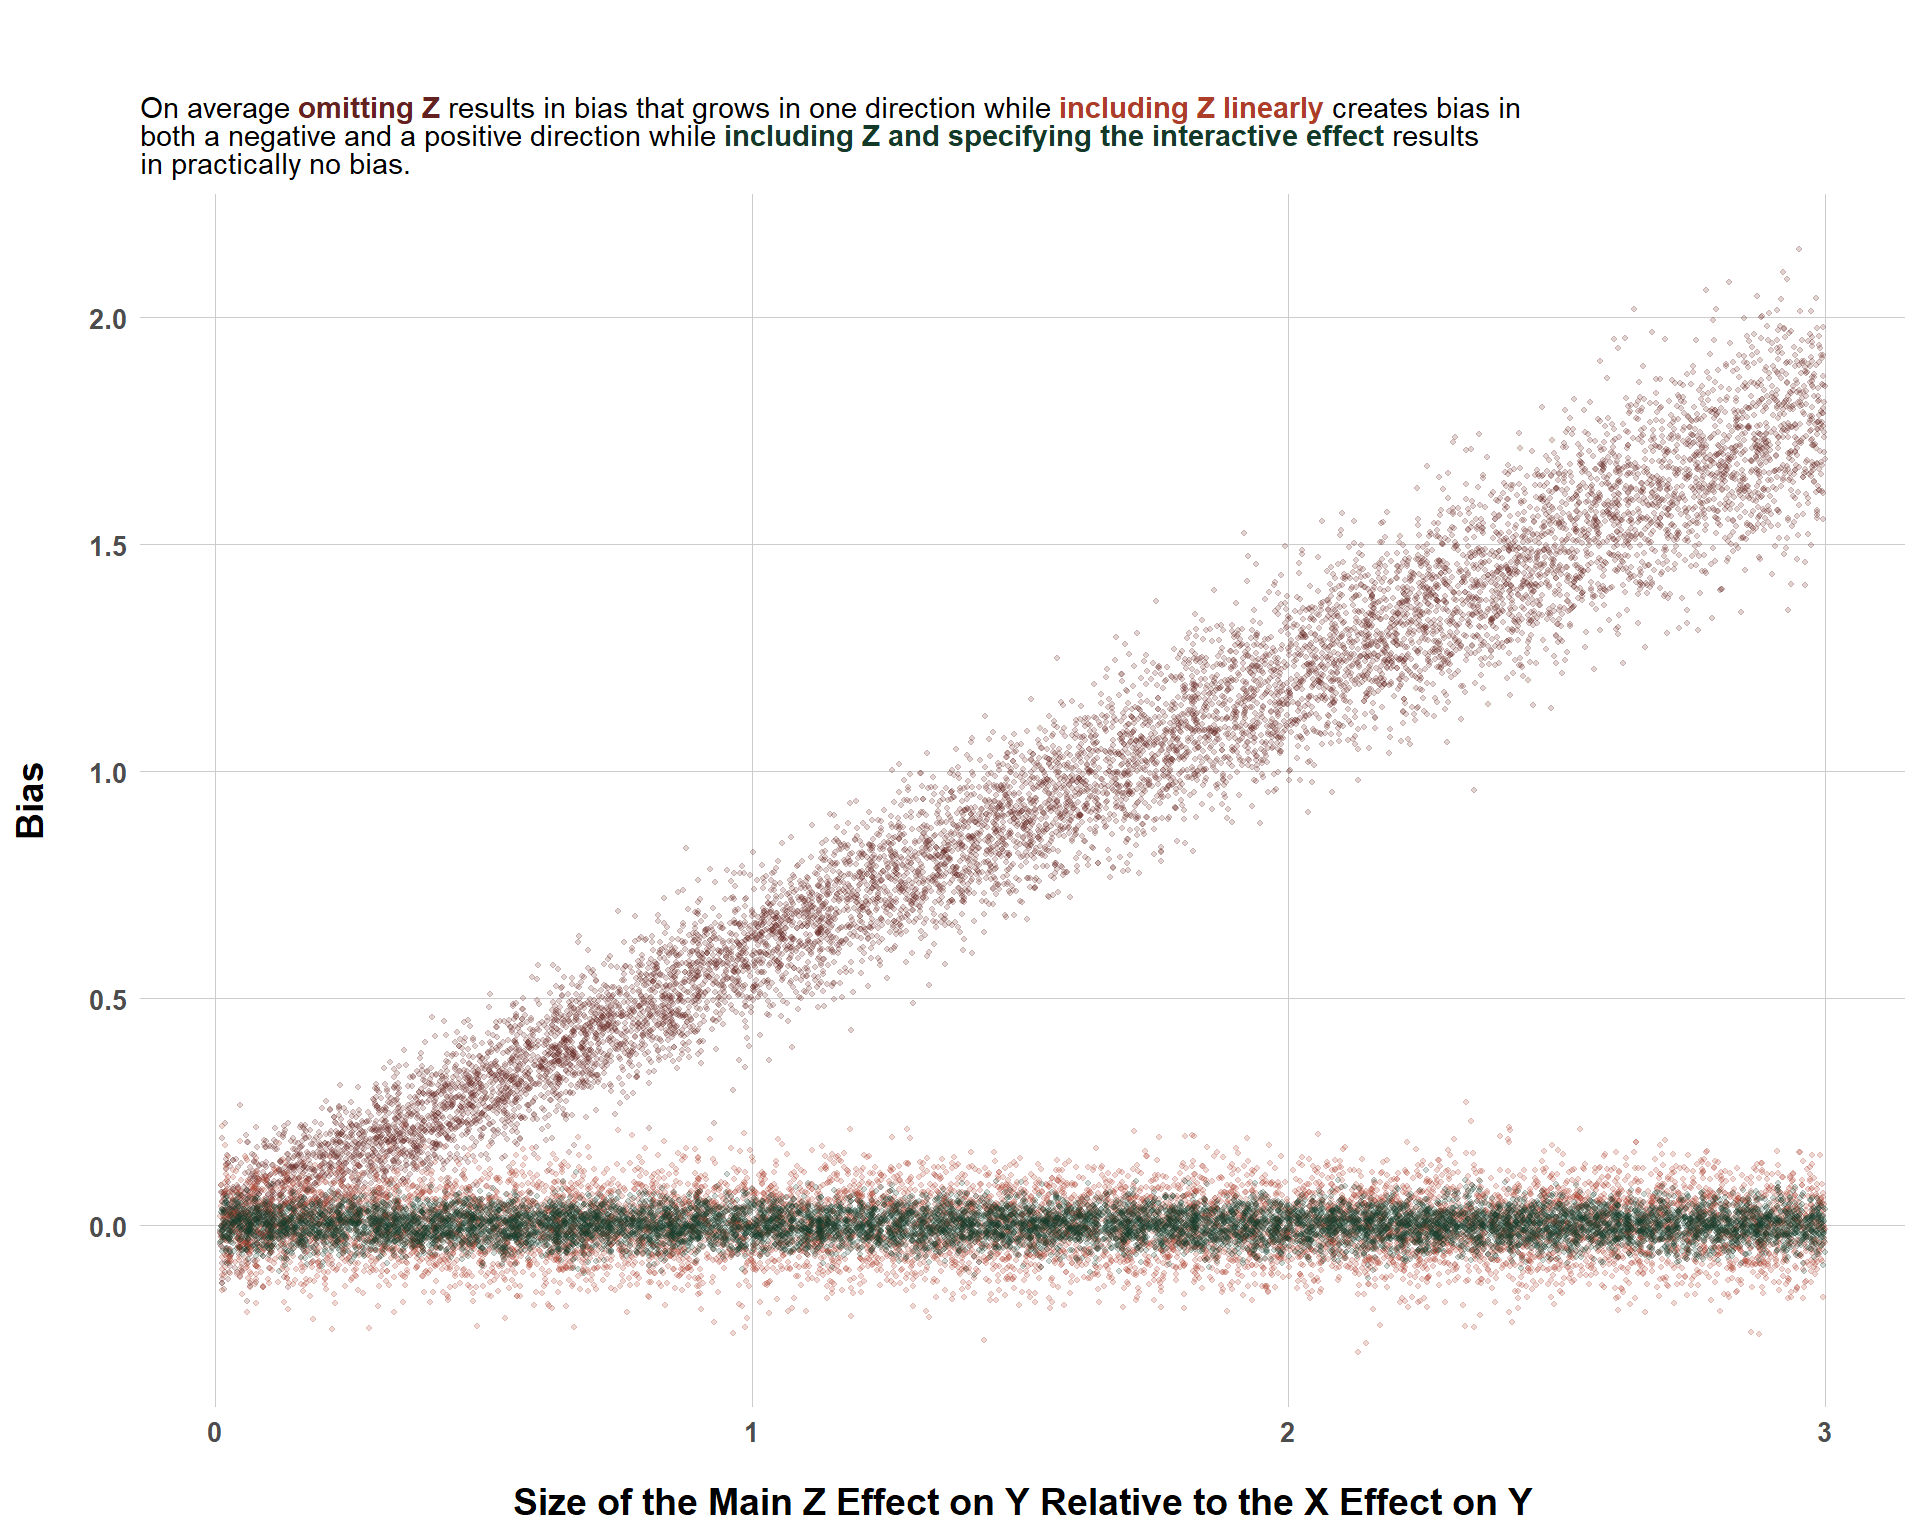 On average omitting Z results in bias that grows in one direction while including Z linearly creates bias in
both a negative and a positive direction while including Z and specifying the interactive effect results
in practically no bias.
2.0
1.5
1.0
0.5
0.0
Bias
0 1 2 3
Size of the Main Z Effect on Y Relative to the X Effect on Y